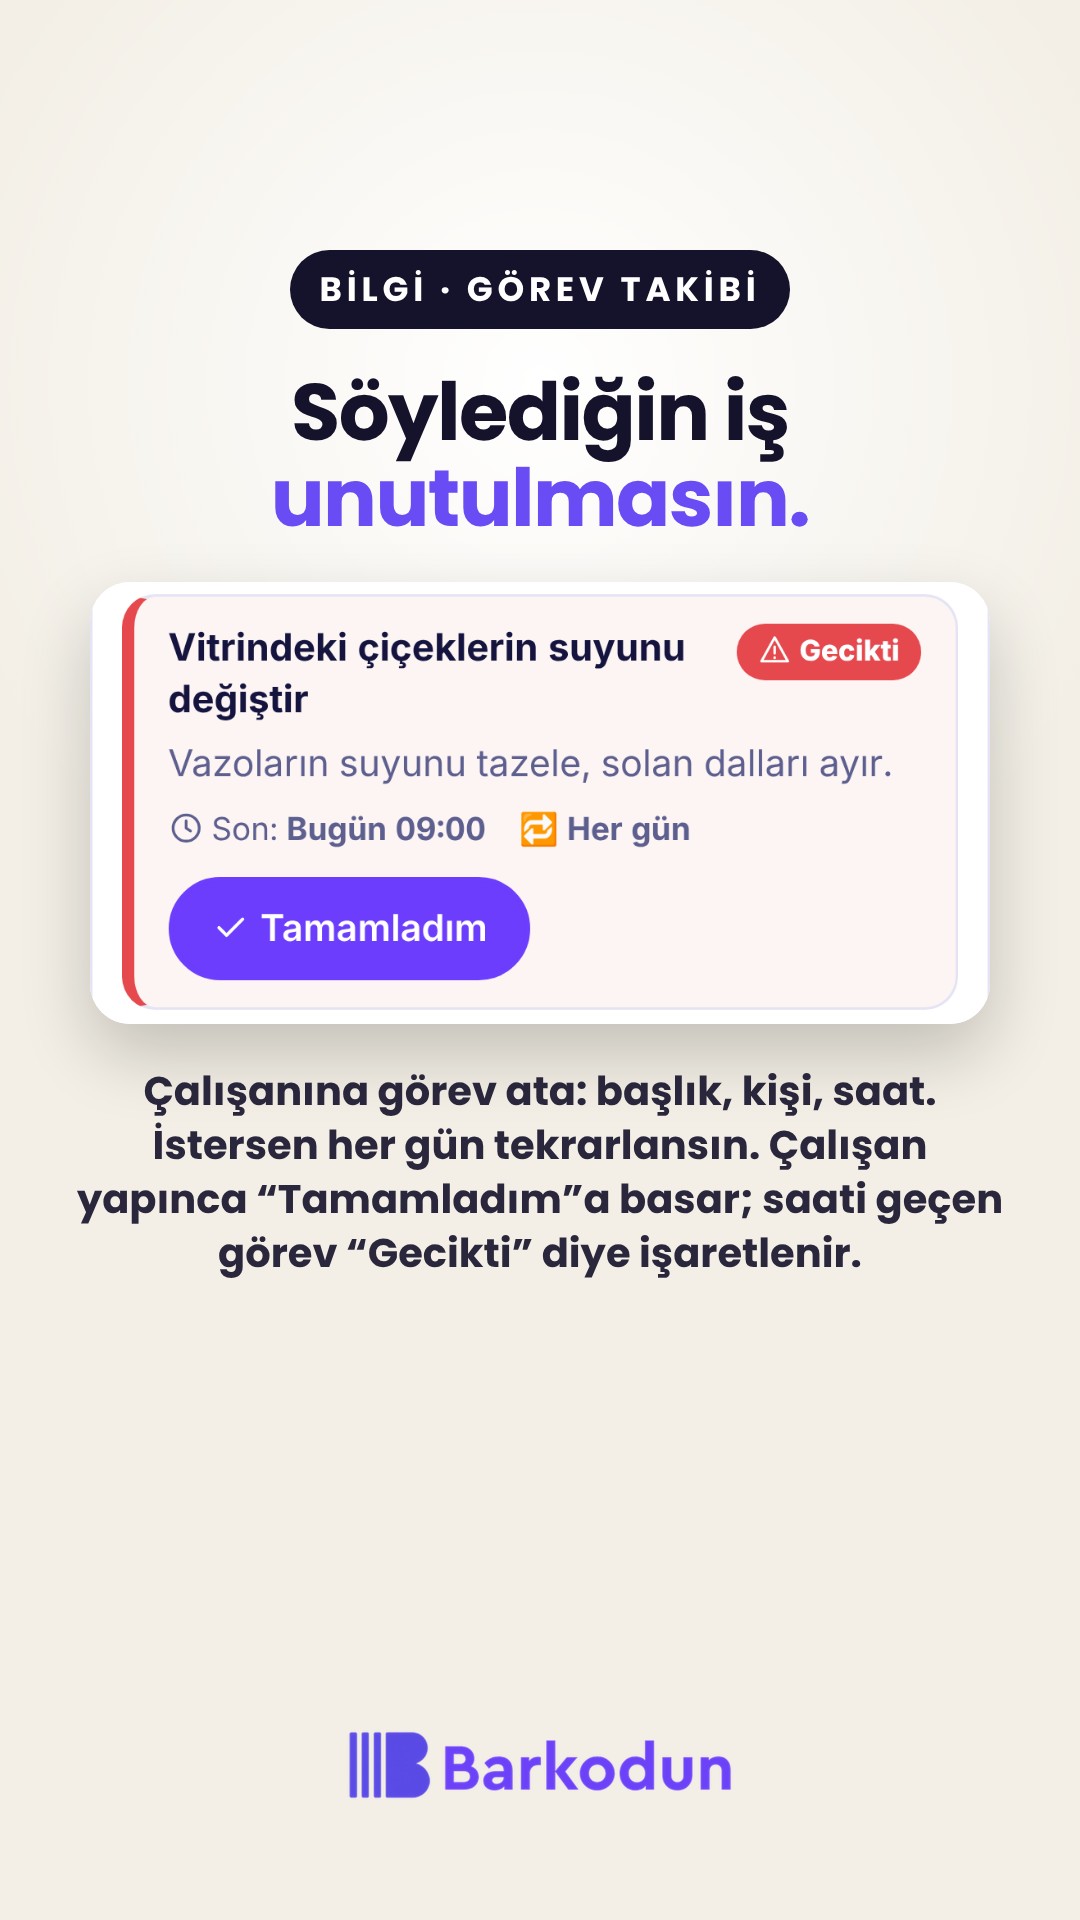 BİLGİ · GÖREV TAKİBİ
Söylediğin iş
unutulmasın.
Vitrindeki çiçeklerin suyunu
değiştir
Gecikti
Vazoların suyunu tazele, solan dalları ayır.
Son: Bugün 09:00 Her gün
Tamamladım
Çalışanına görev ata: başlık, kişi, saat.
İstersen her gün tekrarlansın. Çalışan
yapınca “Tamamladım”a basar; saati geçen
görev “Gecikti” diye işaretlenir.
Barkodun